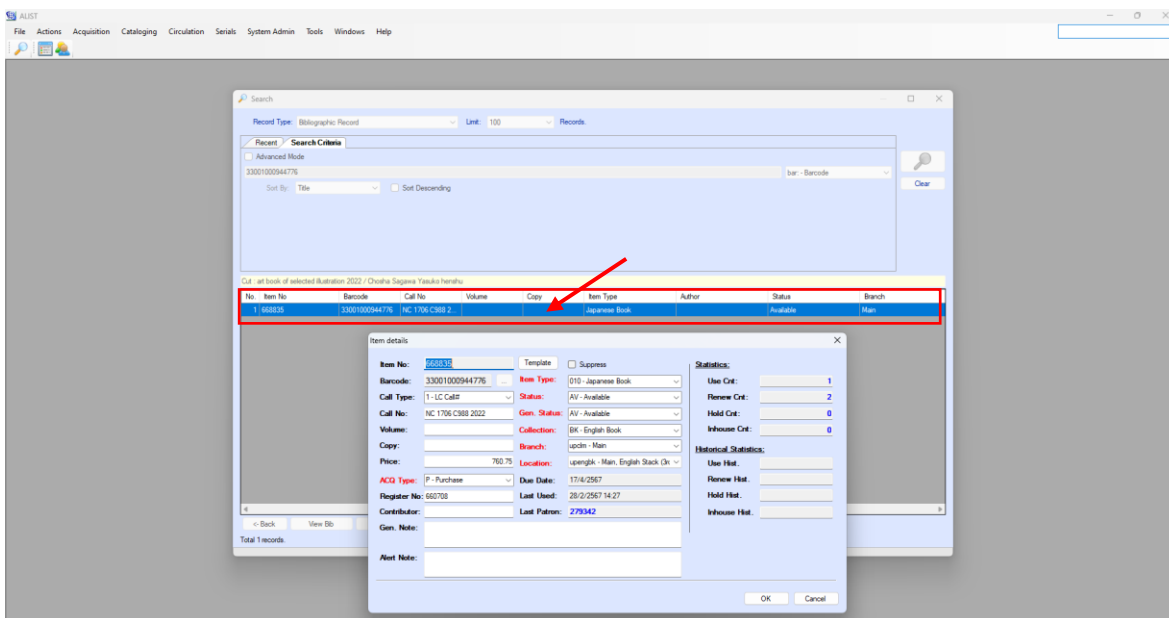 ALIST
File Actions Acquisition Cataloging Circulation Serials System Admin Tools Windows Help
Search
Record Type: Bibliographic Record Limit: 100 Records.
Recent Search Criteria
Advanced Mode
33001000944776 bar: - Barcode
Sort By: Title Sort Descending Clear
Cut : art book of selected illustration 2022 / Chosha Sagawa Yasuko henshu
No. Item No Barcode Call No Volume Copy Item Type Author Status Branch
1 668835 33001000944776 NC 1706 C988 2... Japanese Book Available Main
Item details
Item No: 668835 Template Suppress Statistics:
Barcode: 33001000944776 ... Item Type: 010 - Japanese Book Use Cnt: 1
Call Type: 1 - LC Call# Status: AV - Available Renew Cnt: 2
Call No: NC 1706 C988 2022 Gen. Status: AV - Available Hold Cnt: 0
Volume: Collection: BK - English Book Inhouse Cnt: 0
Copy: Branch: upclm - Main Historical Statistics:
Price: 760.75 Location: upengbk - Main, English Stack (3r Use Hist.
ACQ Type: P - Purchase Due Date: 17/4/2567 Renew Hist.
Register No: 660708 Last Used: 28/2/2567 14:27 Hold Hist.
Contributor: Last Patron: 279342 Inhouse Hist.
<- Back View Bib Gen. Note:
Total 1 records.
Alert Note:
OK Cancel